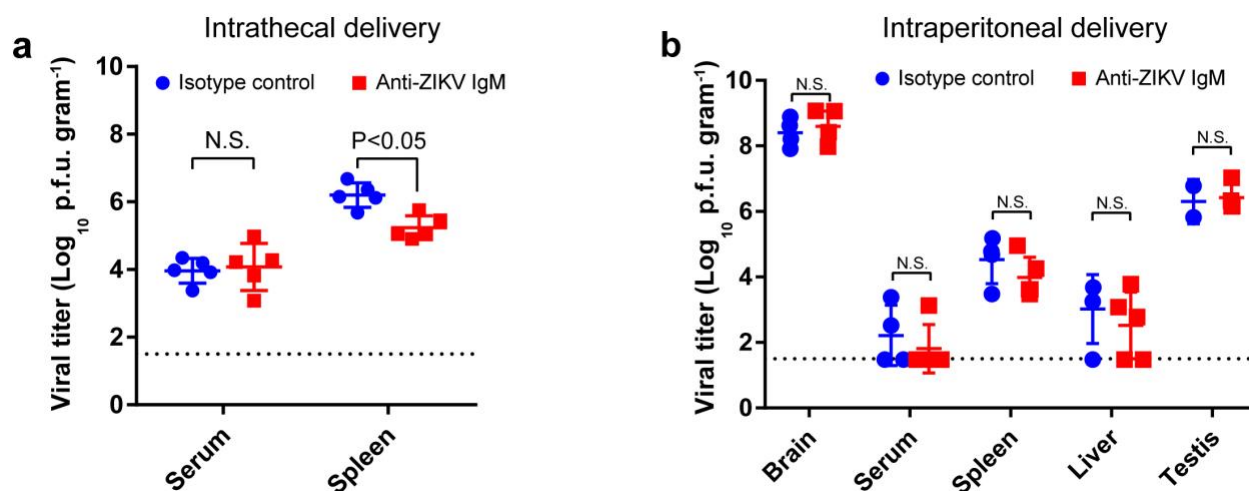 a
Intrathecal delivery
Viral titer (Log10 p.f.u. gram-1)
10
8
6
4
2
0
Isotype control
Anti-ZIKV IgM
N.S.
P<0.05
Serum
Spleen
b
Intraperitoneal delivery
Viral titer (Log10 p.f.u. gram-1)
10
8
6
4
2
0
Isotype control
Anti-ZIKV IgM
N.S.
N.S.
N.S.
N.S.
N.S.
Brain
Serum
Spleen
Liver
Testis